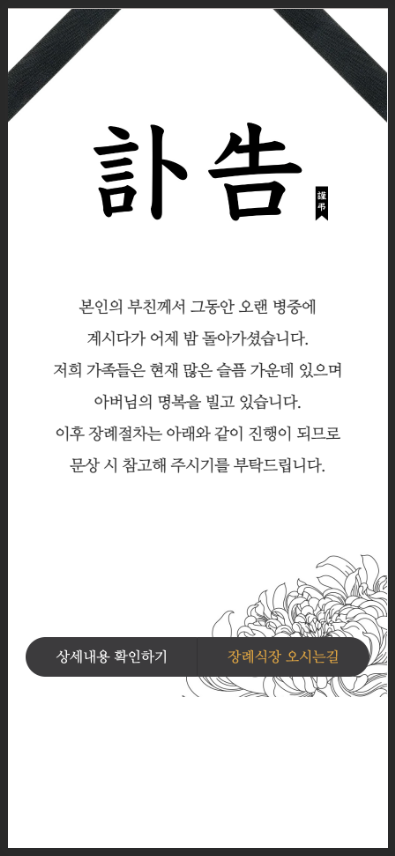 訃告
謹弔
본인의 부친께서 그동안 오랜 병중에
계시다가 어제 밤 돌아가셨습니다.
저희 가족들은 현재 많은 슬픔 가운데 있으며
아버님의 명복을 빌고 있습니다.
이후 장례절차는 아래와 같이 진행이 되므로
문상 시 참고해 주시기를 부탁드립니다.
상세내용 확인하기
장례식장 오시는길